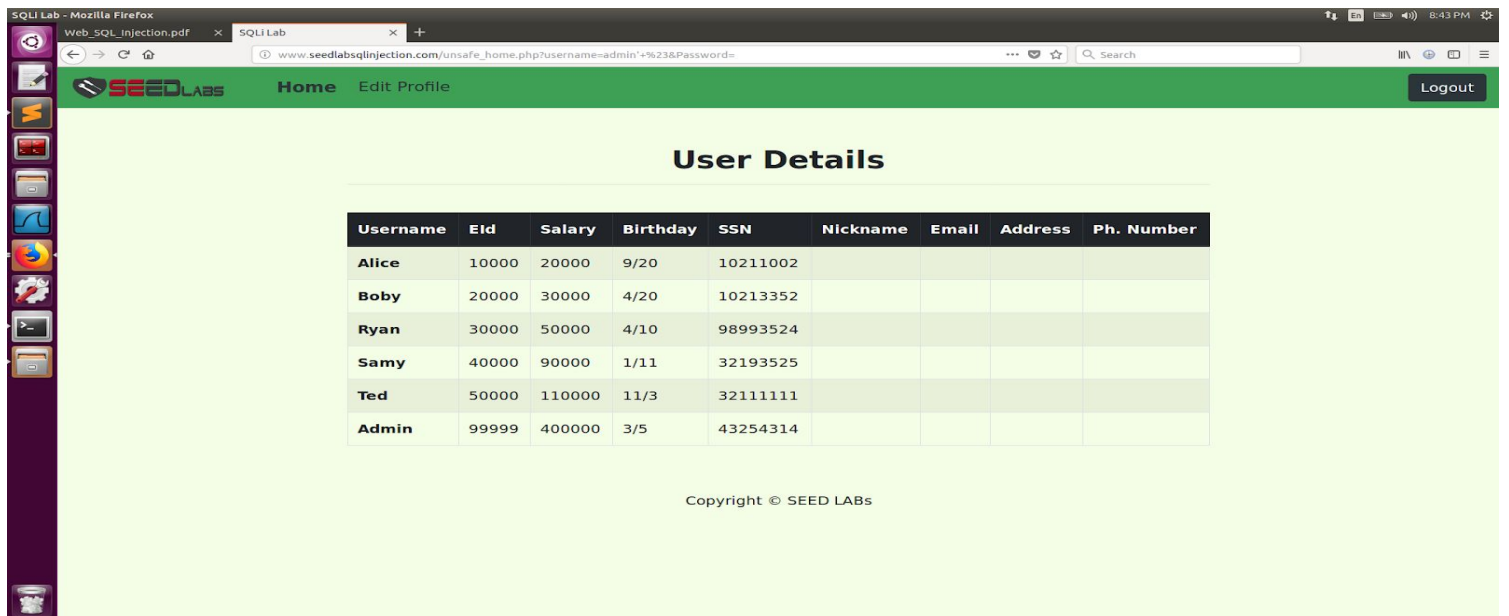 SQLi Lab - Mozilla Firefox
En 8:43 PM
Web_SQL_Injection.pdf × SQLi Lab × +
www.seedlabsqlinjection.com/unsafe_home.php?username=admin'+%23&Password= ··· Search
SEEDLABS Home Edit Profile Logout
User Details
Username EId Salary Birthday SSN Nickname Email Address Ph. Number
Alice 10000 20000 9/20 10211002
Boby 20000 30000 4/20 10213352
Ryan 30000 50000 4/10 98993524
Samy 40000 90000 1/11 32193525
Ted 50000 110000 11/3 32111111
Admin 99999 400000 3/5 43254314
Copyright © SEED LABs